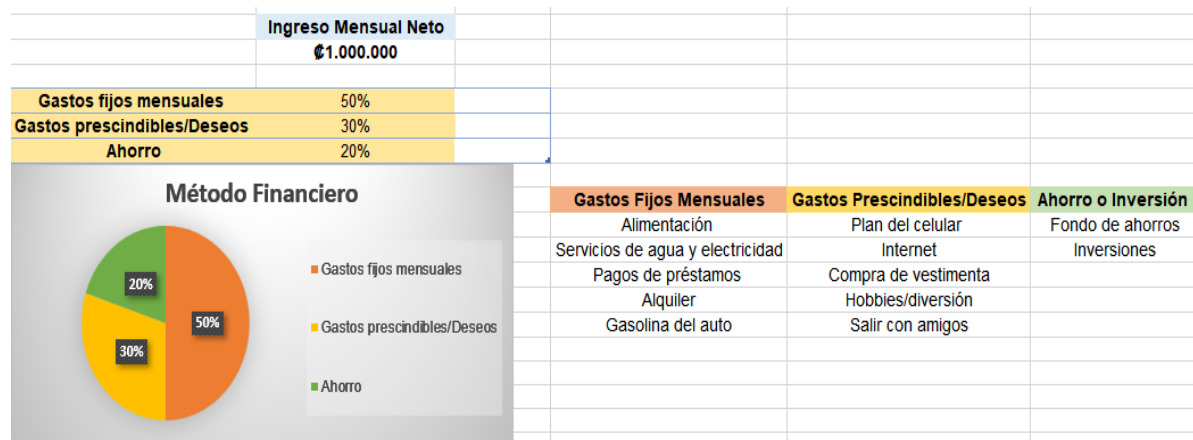 Ingreso Mensual Neto
₡1.000.000
Gastos fijos mensuales 50%
Gastos prescindibles/Deseos 30%
Ahorro 20%
Método Financiero
20%
50%
30%
Gastos fijos mensuales
Gastos prescindibles/Deseos
Ahorro
Gastos Fijos Mensuales Gastos Prescindibles/Deseos Ahorro o Inversión
Alimentación Plan del celular Fondo de ahorros
Servicios de agua y electricidad Internet Inversiones
Pagos de préstamos Compra de vestimenta
Alquiler Hobbies/diversión
Gasolina del auto Salir con amigos